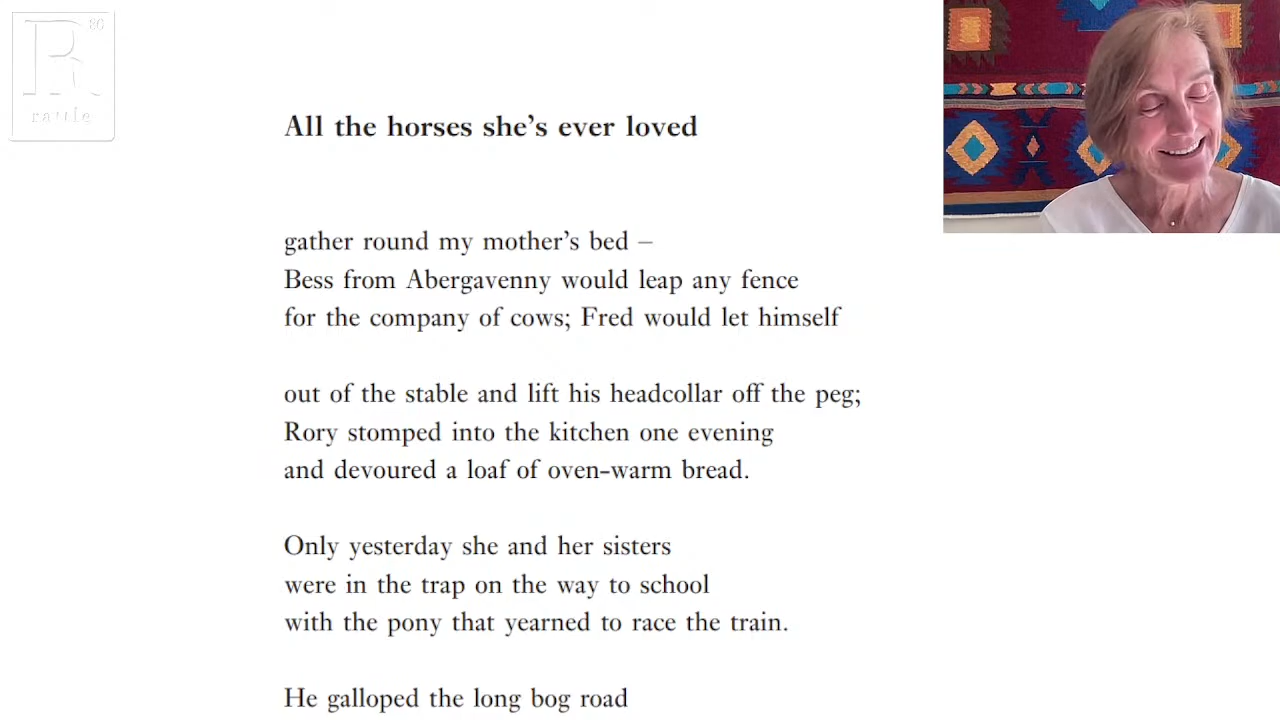 R
80
rattle
All the horses she’s ever loved
gather round my mother’s bed –
Bess from Abergavenny would leap any fence
for the company of cows; Fred would let himself
out of the stable and lift his headcollar off the peg;
Rory stomped into the kitchen one evening
and devoured a loaf of oven-warm bread.
Only yesterday she and her sisters
were in the trap on the way to school
with the pony that yearned to race the train.
He galloped the long bog road